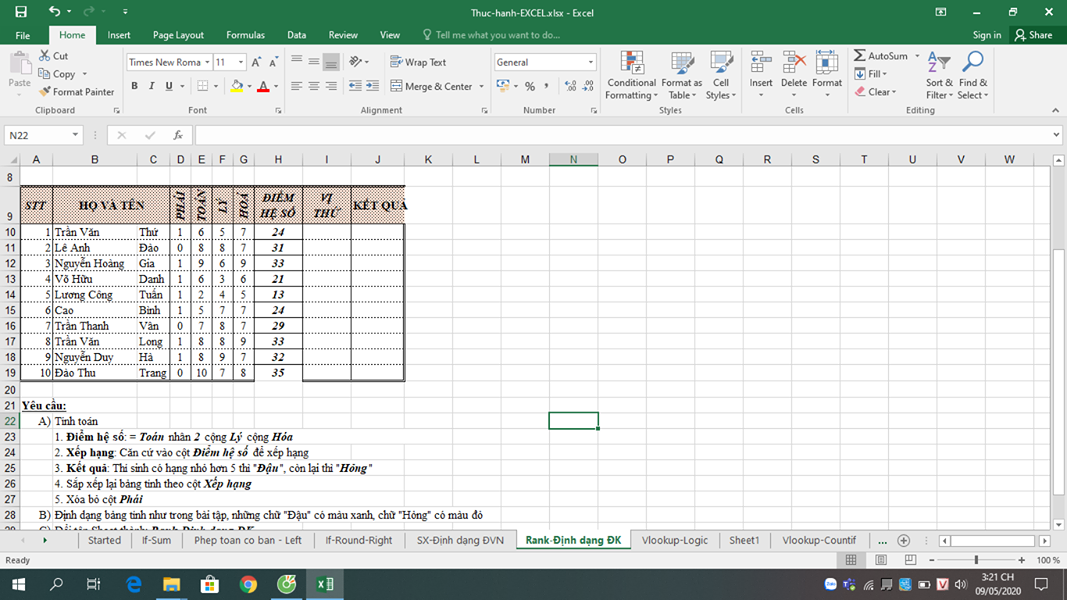 Thuc-hanh-EXCEL.xlsx - Excel
File Home Insert Page Layout Formulas Data Review View Tell me what you want to do... Sign in Share
Paste Cut Copy Format Painter Clipboard
Times New Roma 11 B I U Font
Wrap Text Merge & Center Alignment
General % , Number
Conditional Formatting Format as Table Cell Styles Styles
Insert Delete Format Cells
AutoSum Fill Clear Sort & Filter Find & Select Editing
N22 fx
A B C D E F G H I J K L M N O P Q R S T U V W
8
9 STT HỌ VÀ TÊN PHÁI TOÁN LÝ HOÁ ĐIỂM HỆ SỐ VỊ THỨ KẾT QUẢ
10 1 Trần Văn Thứ 1 6 5 7 24
11 2 Lê Anh Đào 0 8 8 7 31
12 3 Nguyễn Hoàng Gia 1 9 6 9 33
13 4 Võ Hữu Danh 1 6 3 6 21
14 5 Lương Công Tuấn 1 2 4 5 13
15 6 Cao Bình 1 5 7 7 24
16 7 Trần Thanh Vân 0 7 8 7 29
17 8 Trần Văn Long 1 8 8 9 33
18 9 Nguyễn Duy Hà 1 8 9 7 32
19 10 Đào Thu Trang 0 10 7 8 35
20
21 Yêu cầu:
22 A) Tính toán
23 1. Điểm hệ số: = Toán nhân 2 cộng Lý cộng Hóa
24 2. Xếp hạng: Căn cứ vào cột Điểm hệ số để xếp hạng
25 3. Kết quả: Thí sinh có hạng nhỏ hơn 5 thì "Đậu", còn lại thì "Hỏng"
26 4. Sắp xếp lại bảng tính theo cột Xếp hạng
27 5. Xóa bỏ cột Phái
28 B) Định dạng bảng tính như trong bài tập, những chữ "Đậu" có màu xanh, chữ "Hỏng" có màu đỏ
Started If-Sum Phep toan co ban - Left If-Round-Right SX-Định dạng ĐVN Rank-Định dạng ĐK Vlookup-Logic Sheet1 Vlookup-Countif ...
Ready 100 %
3:21 CH
09/05/2020